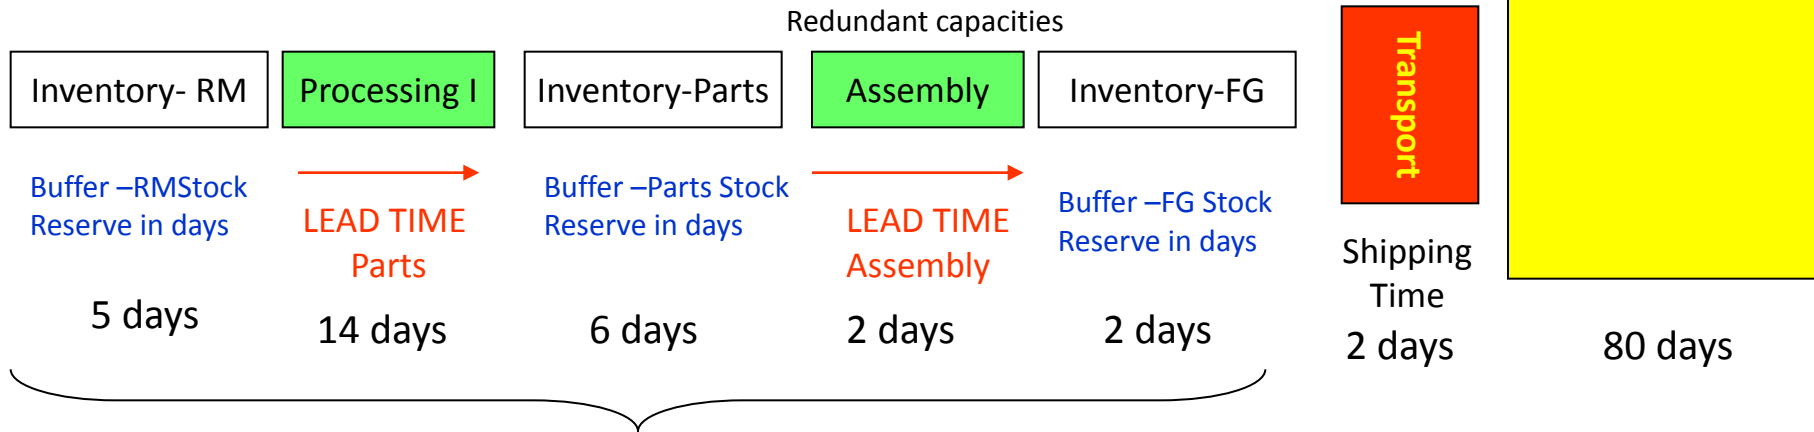 Redundant capacities
Inventory- RM
Processing I
Inventory-Parts
Assembly
Inventory-FG
Transport
Buffer –RMStock
Reserve in days
LEAD TIME
Parts
Buffer –Parts Stock
Reserve in days
LEAD TIME
Assembly
Buffer –FG Stock
Reserve in days
Shipping
Time
5 days
14 days
6 days
2 days
2 days
2 days
80 days